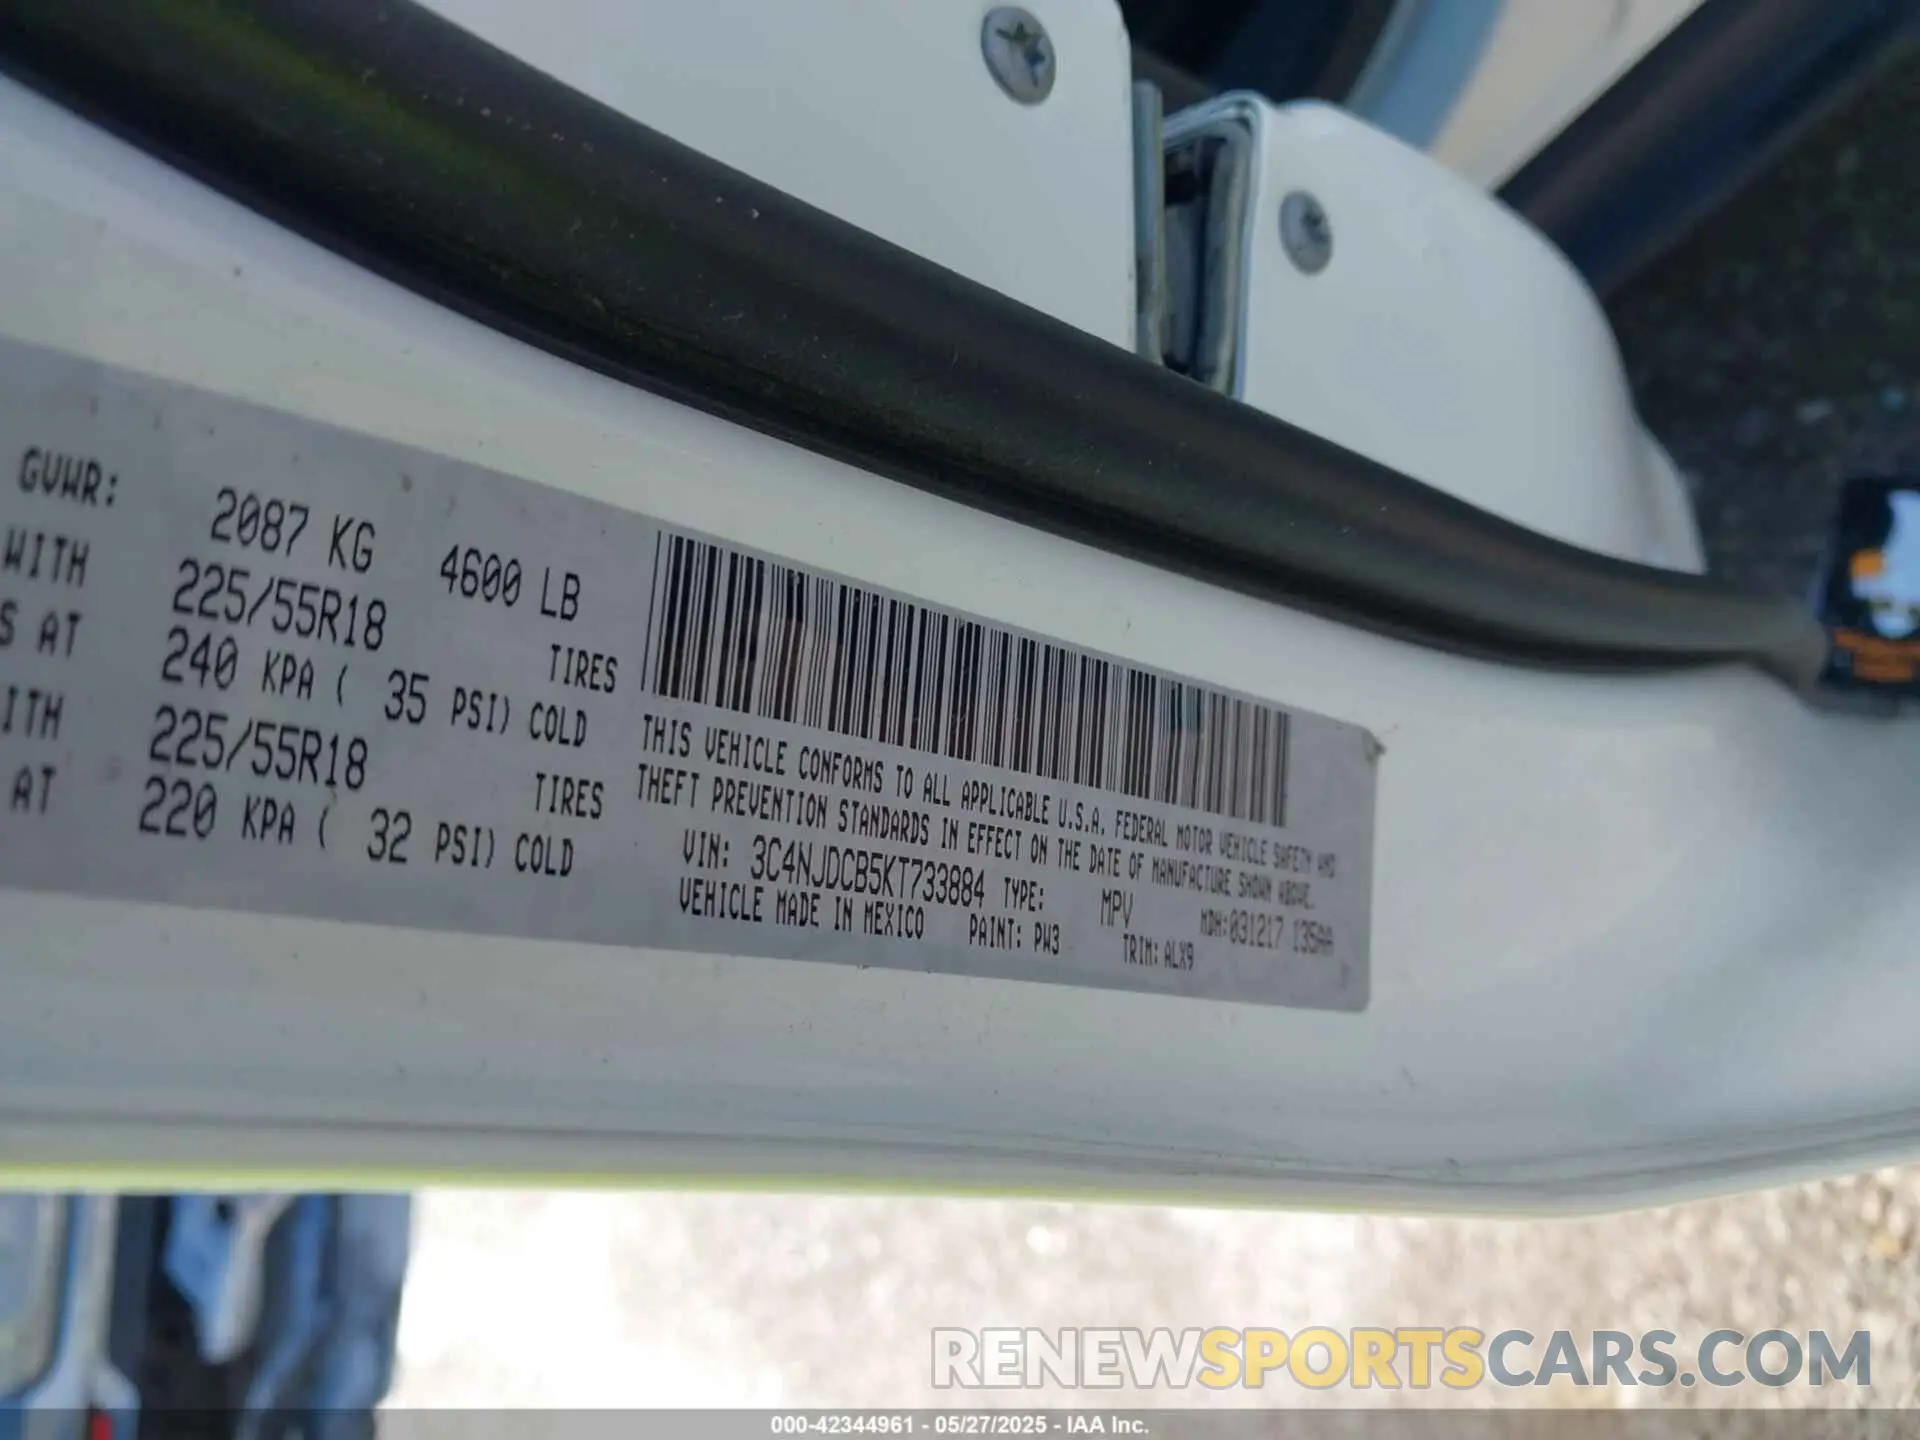 GVWR: 2087 KG 4600 LB
WITH 225/55R18 TIRES
S AT 240 KPA ( 35 PSI) COLD
ITH 225/55R18 TIRES
AT 220 KPA ( 32 PSI) COLD
THIS VEHICLE CONFORMS TO ALL APPLICABLE U.S.A. FEDERAL MOTOR VEHICLE SAFETY AND
THEFT PREVENTION STANDARDS IN EFFECT ON THE DATE OF MANUFACTURE SHOWN ABOVE.
VIN: 3C4NJDCB5KT733884 TYPE: MPV MDH:031217 135AA
VEHICLE MADE IN MEXICO PAINT: PW3 TRIM: ALX9
RENEWSPORTSCARS.COM
000-42344961 - 05/27/2025 - IAA Inc.